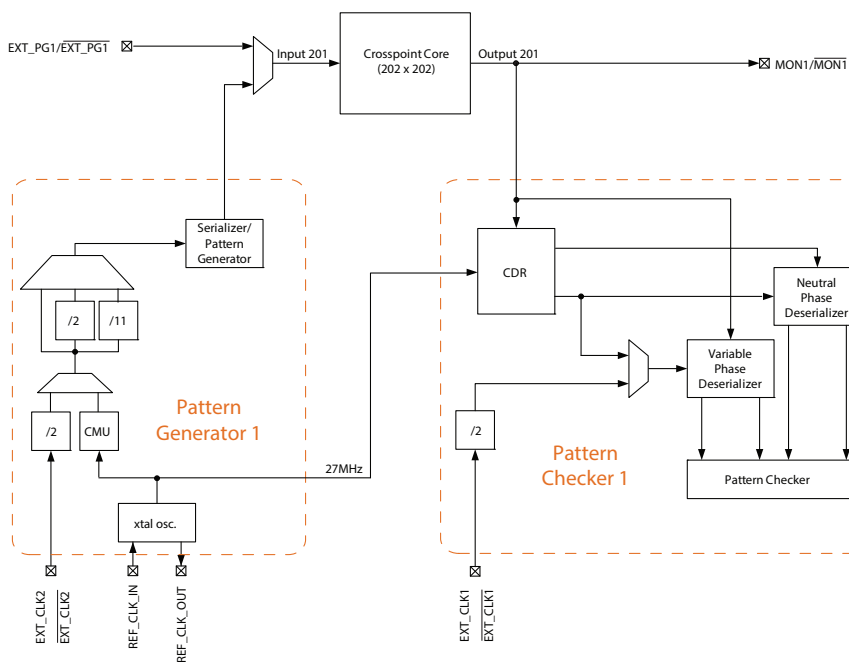 EXT_PG1/EXT_PG1
Input 201
Crosspoint Core
(202 x 202)
Output 201
MON1/MON1
Serializer/
Pattern
Generator
CDR
Neutral
Phase
Deserializer
/2
/11
Variable
Phase
Deserializer
Pattern
Generator 1
/2
CMU
/2
27MHz
Pattern
Checker 1
Pattern Checker
xtal osc.
EXT_CLK2
EXT_CLK2
REF_CLK_IN
REF_CLK_OUT
EXT_CLK1
EXT_CLK1